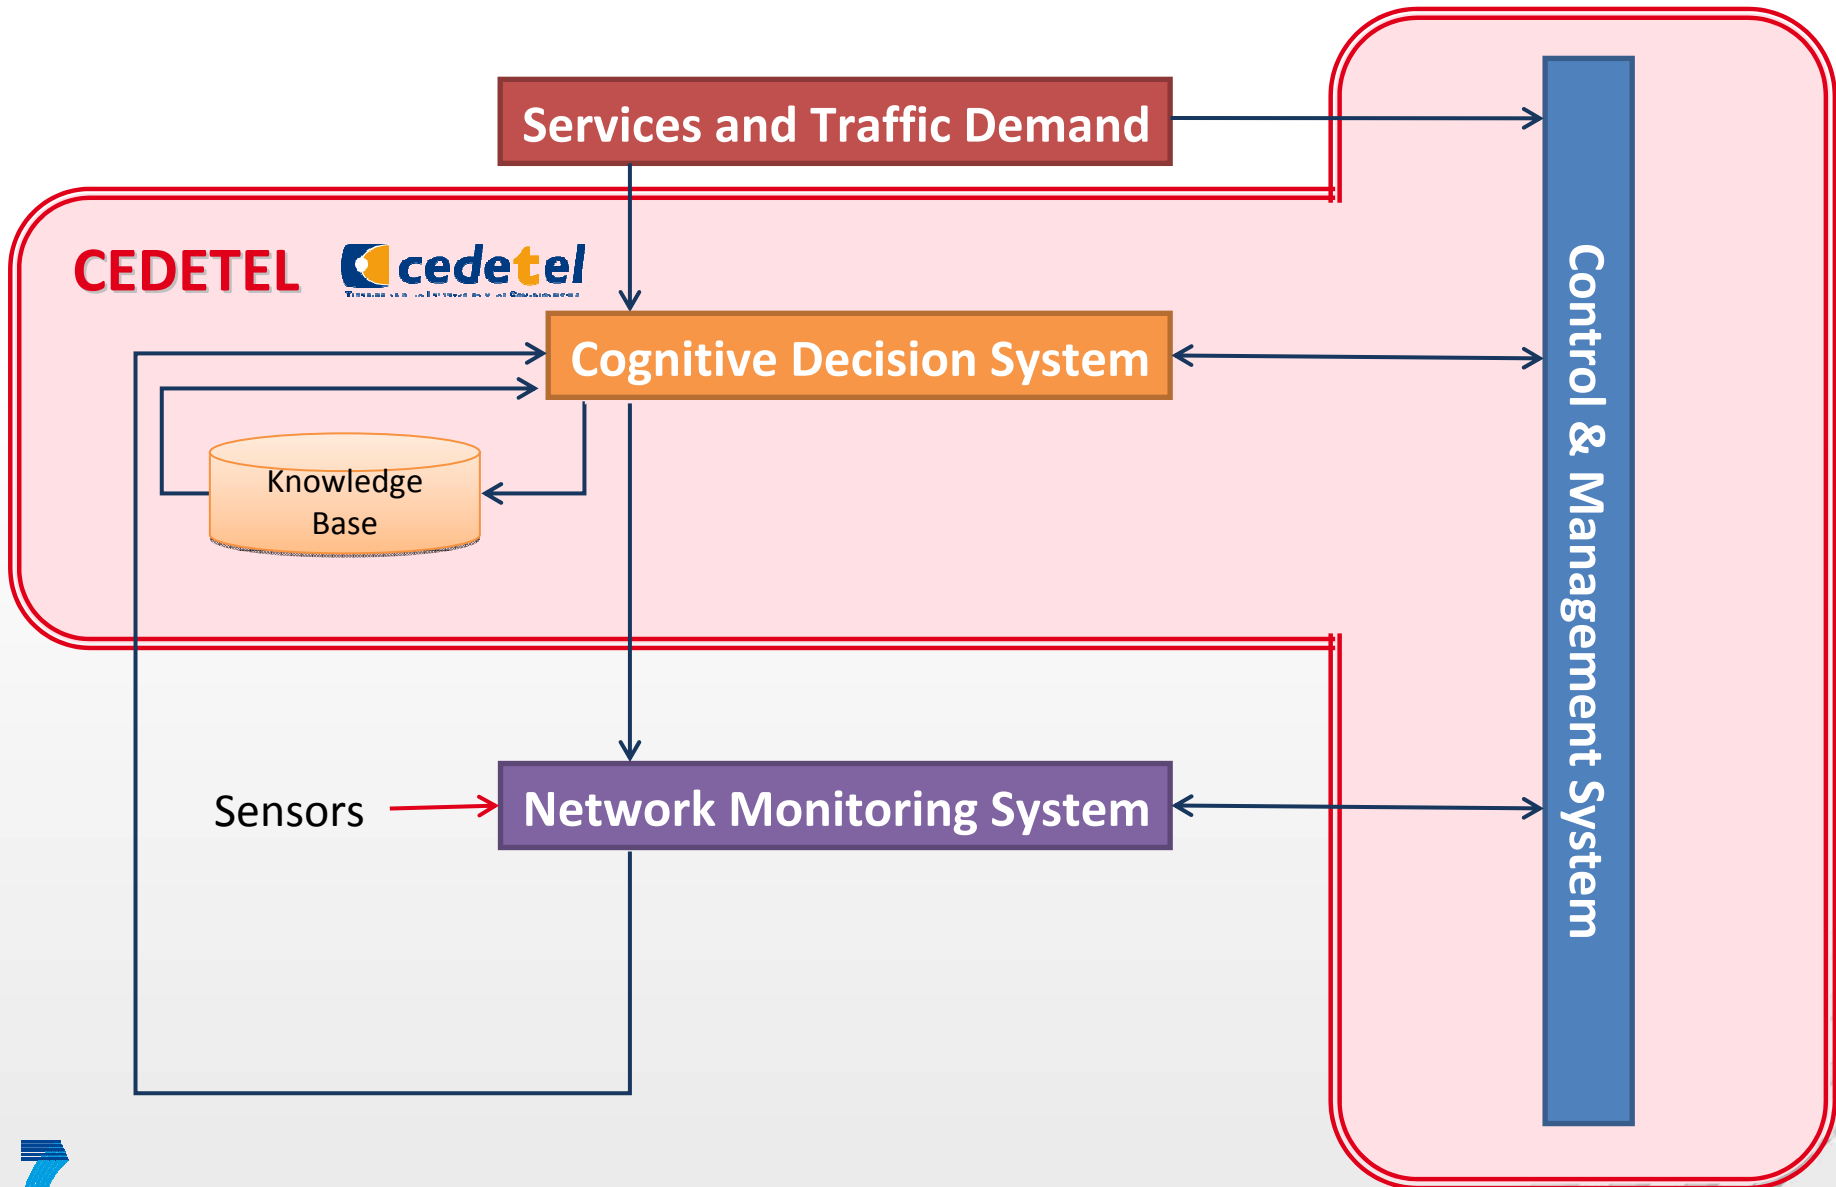 Services and Traffic Demand
CEDETEL
cedetel
Cognitive Decision System
Knowledge
Base
Control & Management System
Sensors
Network Monitoring System